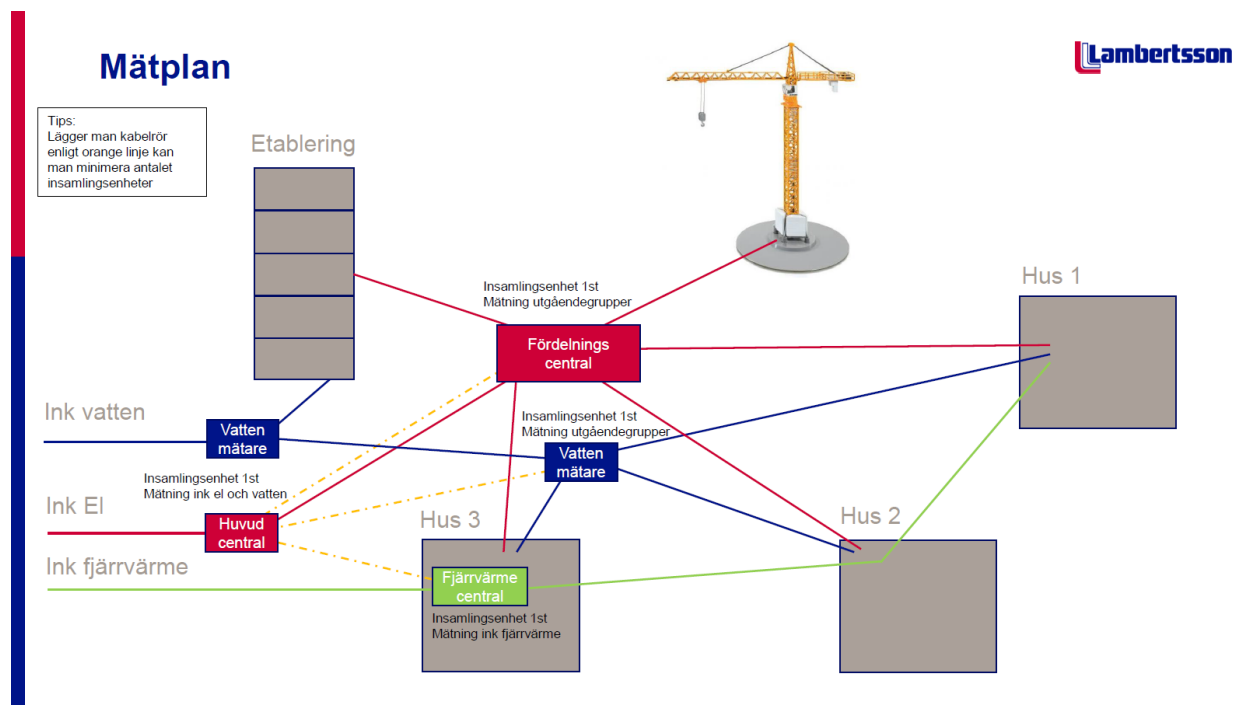 Mätplan
Lambertsson
Tips:
Lägger man kabelrör
enligt orange linje kan
man minimera antalet
insamlingsenheter
Etablering
Insamlingsenhet 1st
Mätning utgåendegrupper
Fördelnings
central
Hus 1
Ink vatten
Vatten
mätare
Insamlingsenhet 1st
Mätning utgåendegrupper
Vatten
mätare
Insamlingsenhet 1st
Mätning ink el och vatten
Ink El
Huvud
central
Hus 3
Hus 2
Ink fjärrvärme
Fjärrvärme
central
Insamlingsenhet 1st
Mätning ink fjärrvärme